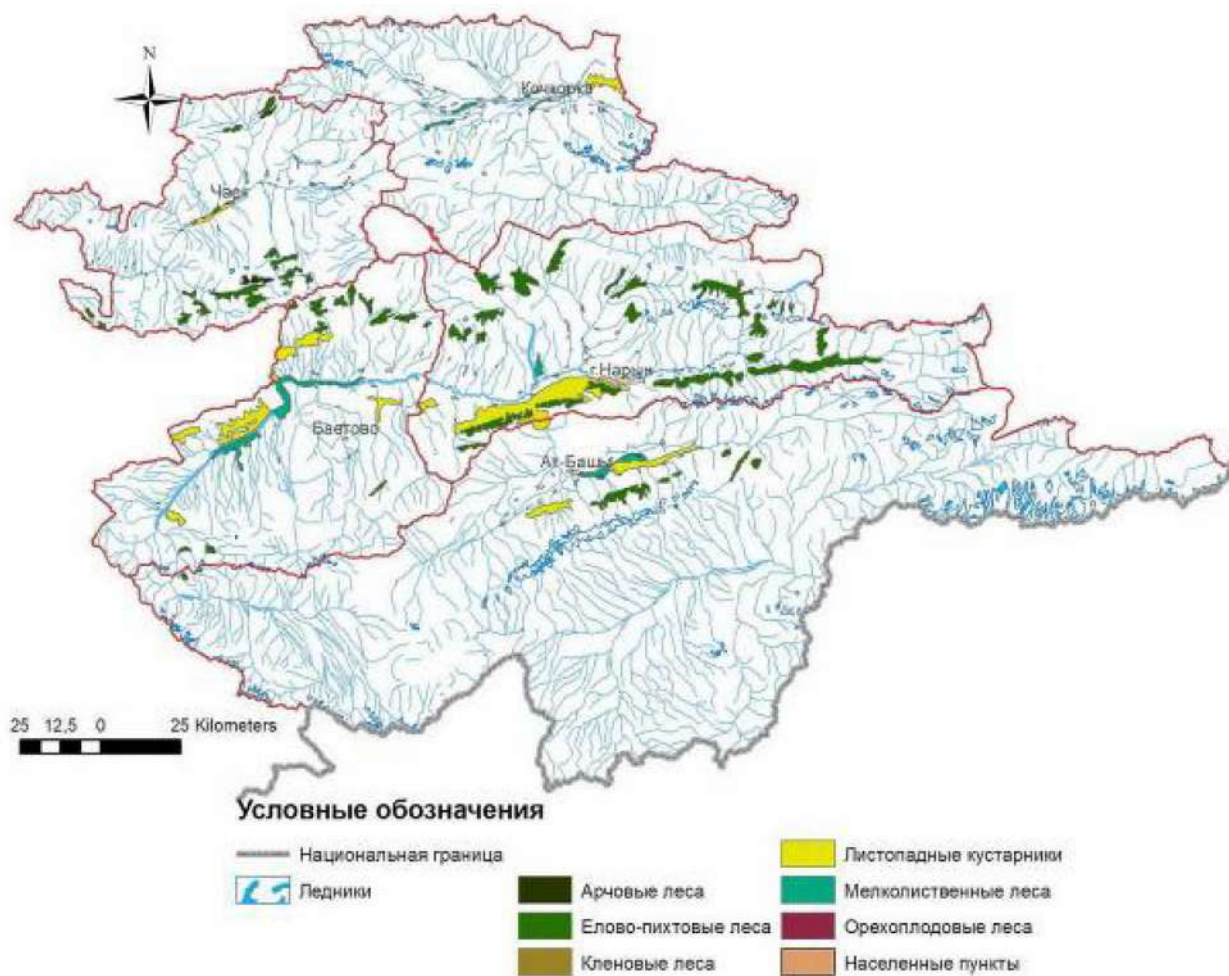 N
Кочкорка
Чаек
г.Нарын
Баетово
Ат-Башы
25 12,5 0 25 Kilometers
Условные обозначения
Национальная граница
Ледники
Арчовые леса
Елово-пихтовые леса
Кленовые леса
Листопадные кустарники
Мелколиственные леса
Орехоплодовые леса
Населенные пункты